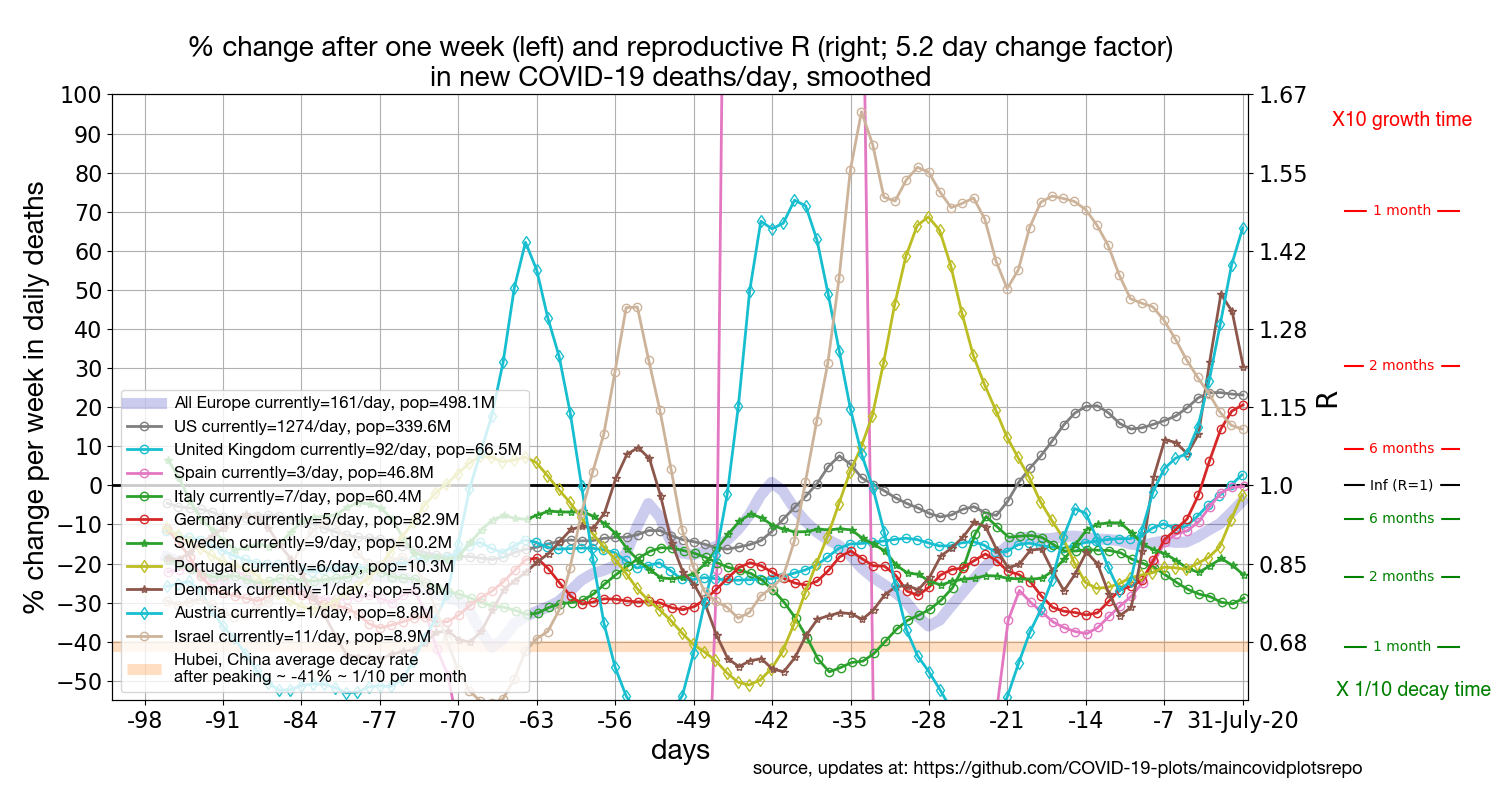 % change after one week (left) and reproductive R (right; 5.2 day change factor)
in new COVID-19 deaths/day, smoothed
% change per week in daily deaths
100
90
80
70
60
50
40
30
20
10
0
−10
−20
−30
−40
−50
All Europe currently=161/day, pop=498.1M
US currently=1274/day, pop=339.6M
United Kingdom currently=92/day, pop=66.5M
Spain currently=3/day, pop=46.8M
Italy currently=7/day, pop=60.4M
Germany currently=5/day, pop=82.9M
Sweden currently=9/day, pop=10.2M
Portugal currently=6/day, pop=10.3M
Denmark currently=1/day, pop=5.8M
Austria currently=1/day, pop=8.8M
Israel currently=11/day, pop=8.9M
Hubei, China average decay rate
after peaking ~ -41% ~ 1/10 per month
-98 -91 -84 -77 -70 -63 -56 -49 -42 -35 -28 -21 -14 -7 31-July-20
days
1.67
1.55
1.42
1.28
1.15
1.0
0.85
0.68
R
X10 growth time
1 month
2 months
6 months
Inf (R=1)
6 months
2 months
1 month
X 1/10 decay time
source, updates at: https://github.com/COVID-19-plots/maincovidplotsrepo